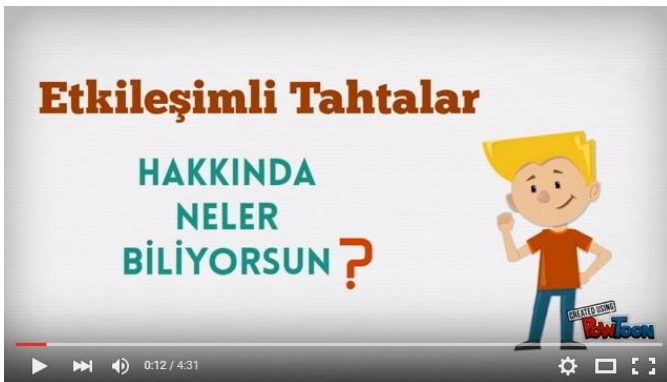 Etkileşimli Tahtalar
HAKKINDA
NELER
BİLİYORSUN?
CREATED USING
POWTOON
0:12 / 4:31